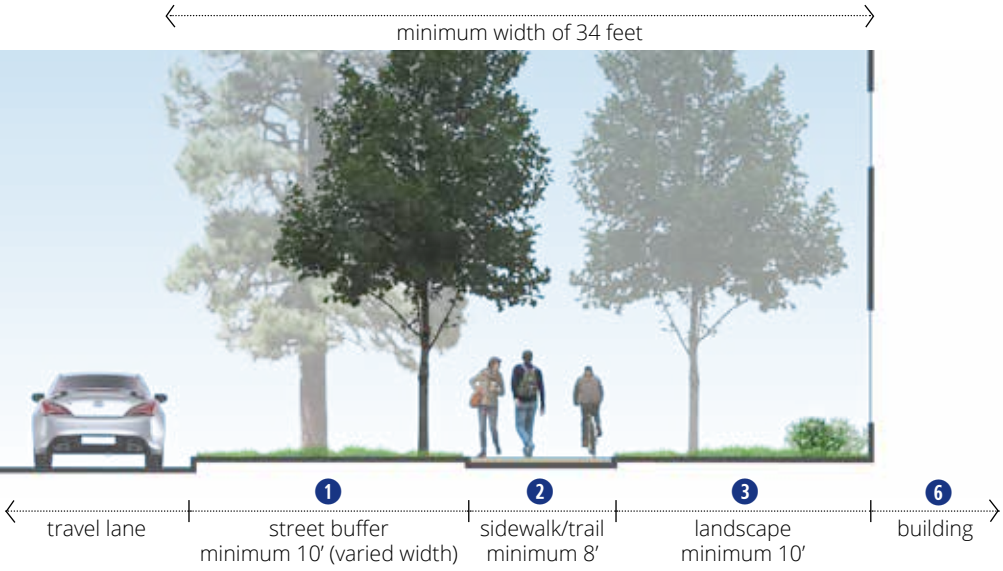 minimum width of 34 feet
1 2 3 6
travel lane street buffer sidewalk/trail landscape building
minimum 10’ (varied width) minimum 8’ minimum 10’